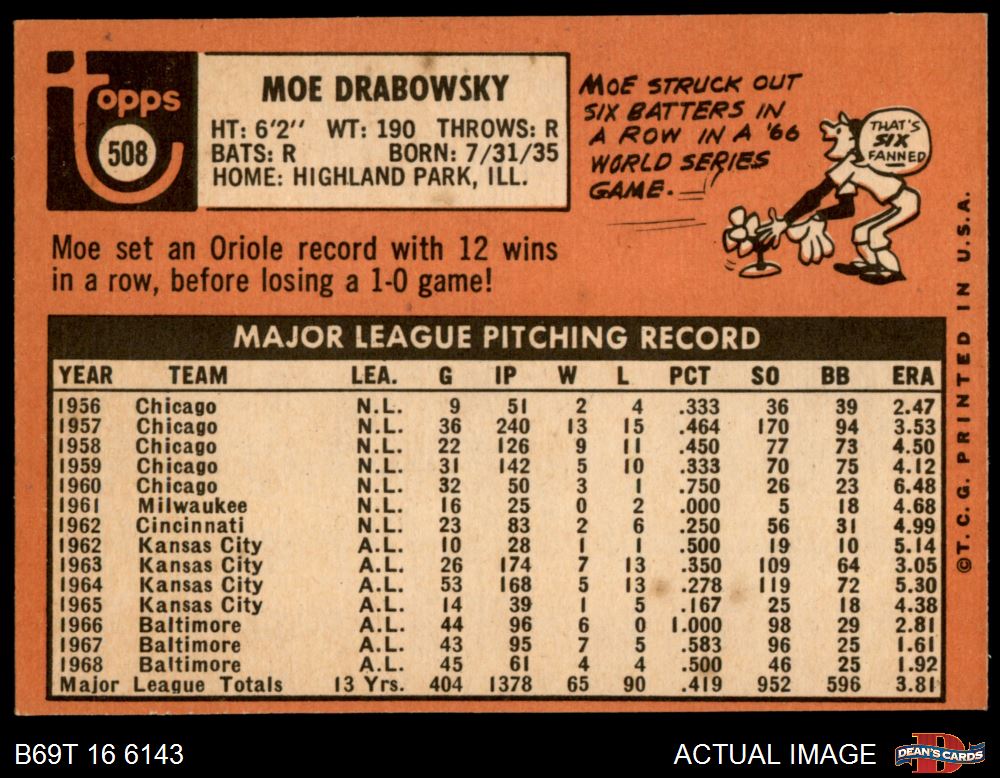 topps
508
MOE DRABOWSKY
HT: 6'2" WT: 190 THROWS: R
BATS: R BORN: 7/31/35
HOME: HIGHLAND PARK, ILL.
MOE STRUCK OUT
SIX BATTERS IN
A ROW IN A '66
WORLD SERIES
GAME.
THAT'S
SIX
FANNED
Moe set an Oriole record with 12 wins
in a row, before losing a 1-0 game!
MAJOR LEAGUE PITCHING RECORD
YEAR TEAM LEA. G IP W L PCT SO BB ERA
1956 Chicago N.L. 9 51 2 4 .333 36 39 2.47
1957 Chicago N.L. 36 240 13 15 .464 170 94 3.53
1958 Chicago N.L. 22 126 9 11 .450 77 73 4.50
1959 Chicago N.L. 31 142 5 10 .333 70 75 4.12
1960 Chicago N.L. 32 50 3 1 .750 26 23 6.48
1961 Milwaukee N.L. 16 25 0 2 .000 5 18 4.68
1962 Cincinnati N.L. 23 83 2 6 .250 56 31 4.99
1962 Kansas City A.L. 10 28 1 1 .500 19 10 5.14
1963 Kansas City A.L. 26 174 7 13 .350 109 64 3.05
1964 Kansas City A.L. 53 168 5 13 .278 119 72 5.30
1965 Kansas City A.L. 14 39 1 5 .167 25 18 4.38
1966 Baltimore A.L. 44 96 6 0 1.000 98 29 2.81
1967 Baltimore A.L. 43 95 7 5 .583 96 25 1.61
1968 Baltimore A.L. 45 61 4 4 .500 46 25 1.92
Major League Totals 13 Yrs. 404 1378 65 90 .419 952 596 3.81
©T. C. G. PRINTED IN U.S.A.
B69T 16 6143
ACTUAL IMAGE
DEAN'S CARDS